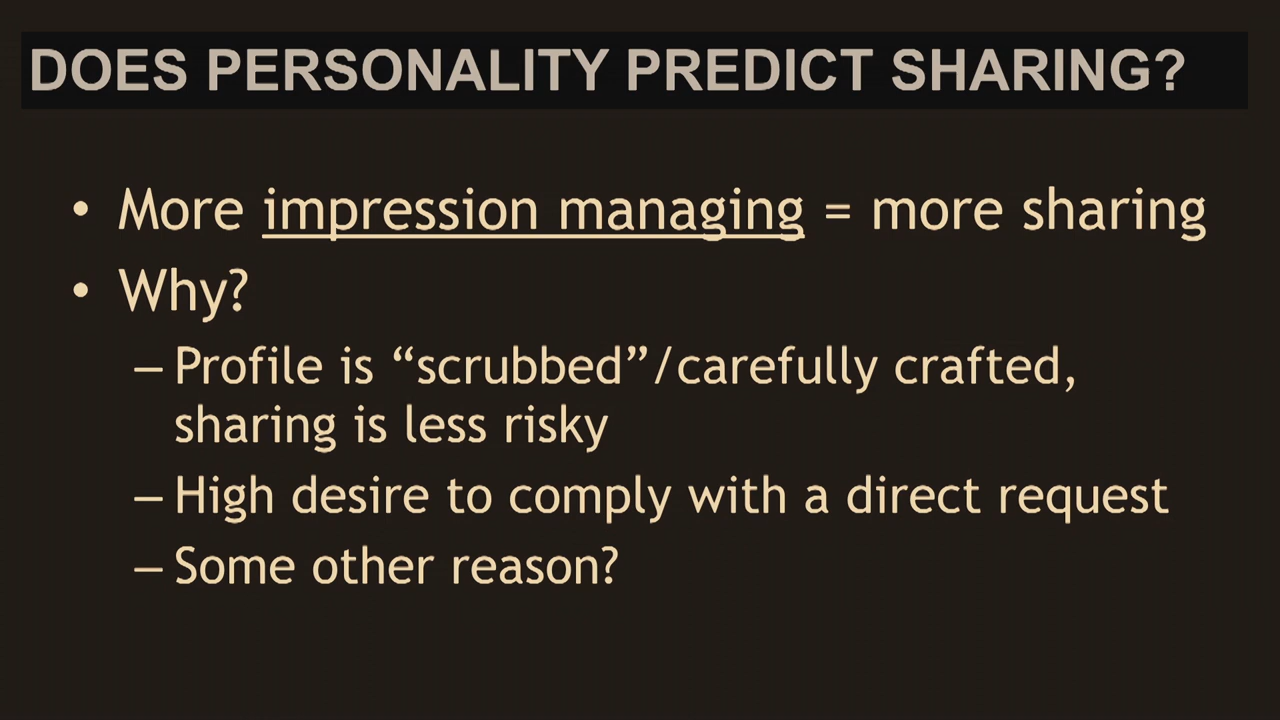 DOES PERSONALITY PREDICT SHARING?
• More impression managing = more sharing
• Why?
– Profile is “scrubbed”/carefully crafted,
sharing is less risky
– High desire to comply with a direct request
– Some other reason?